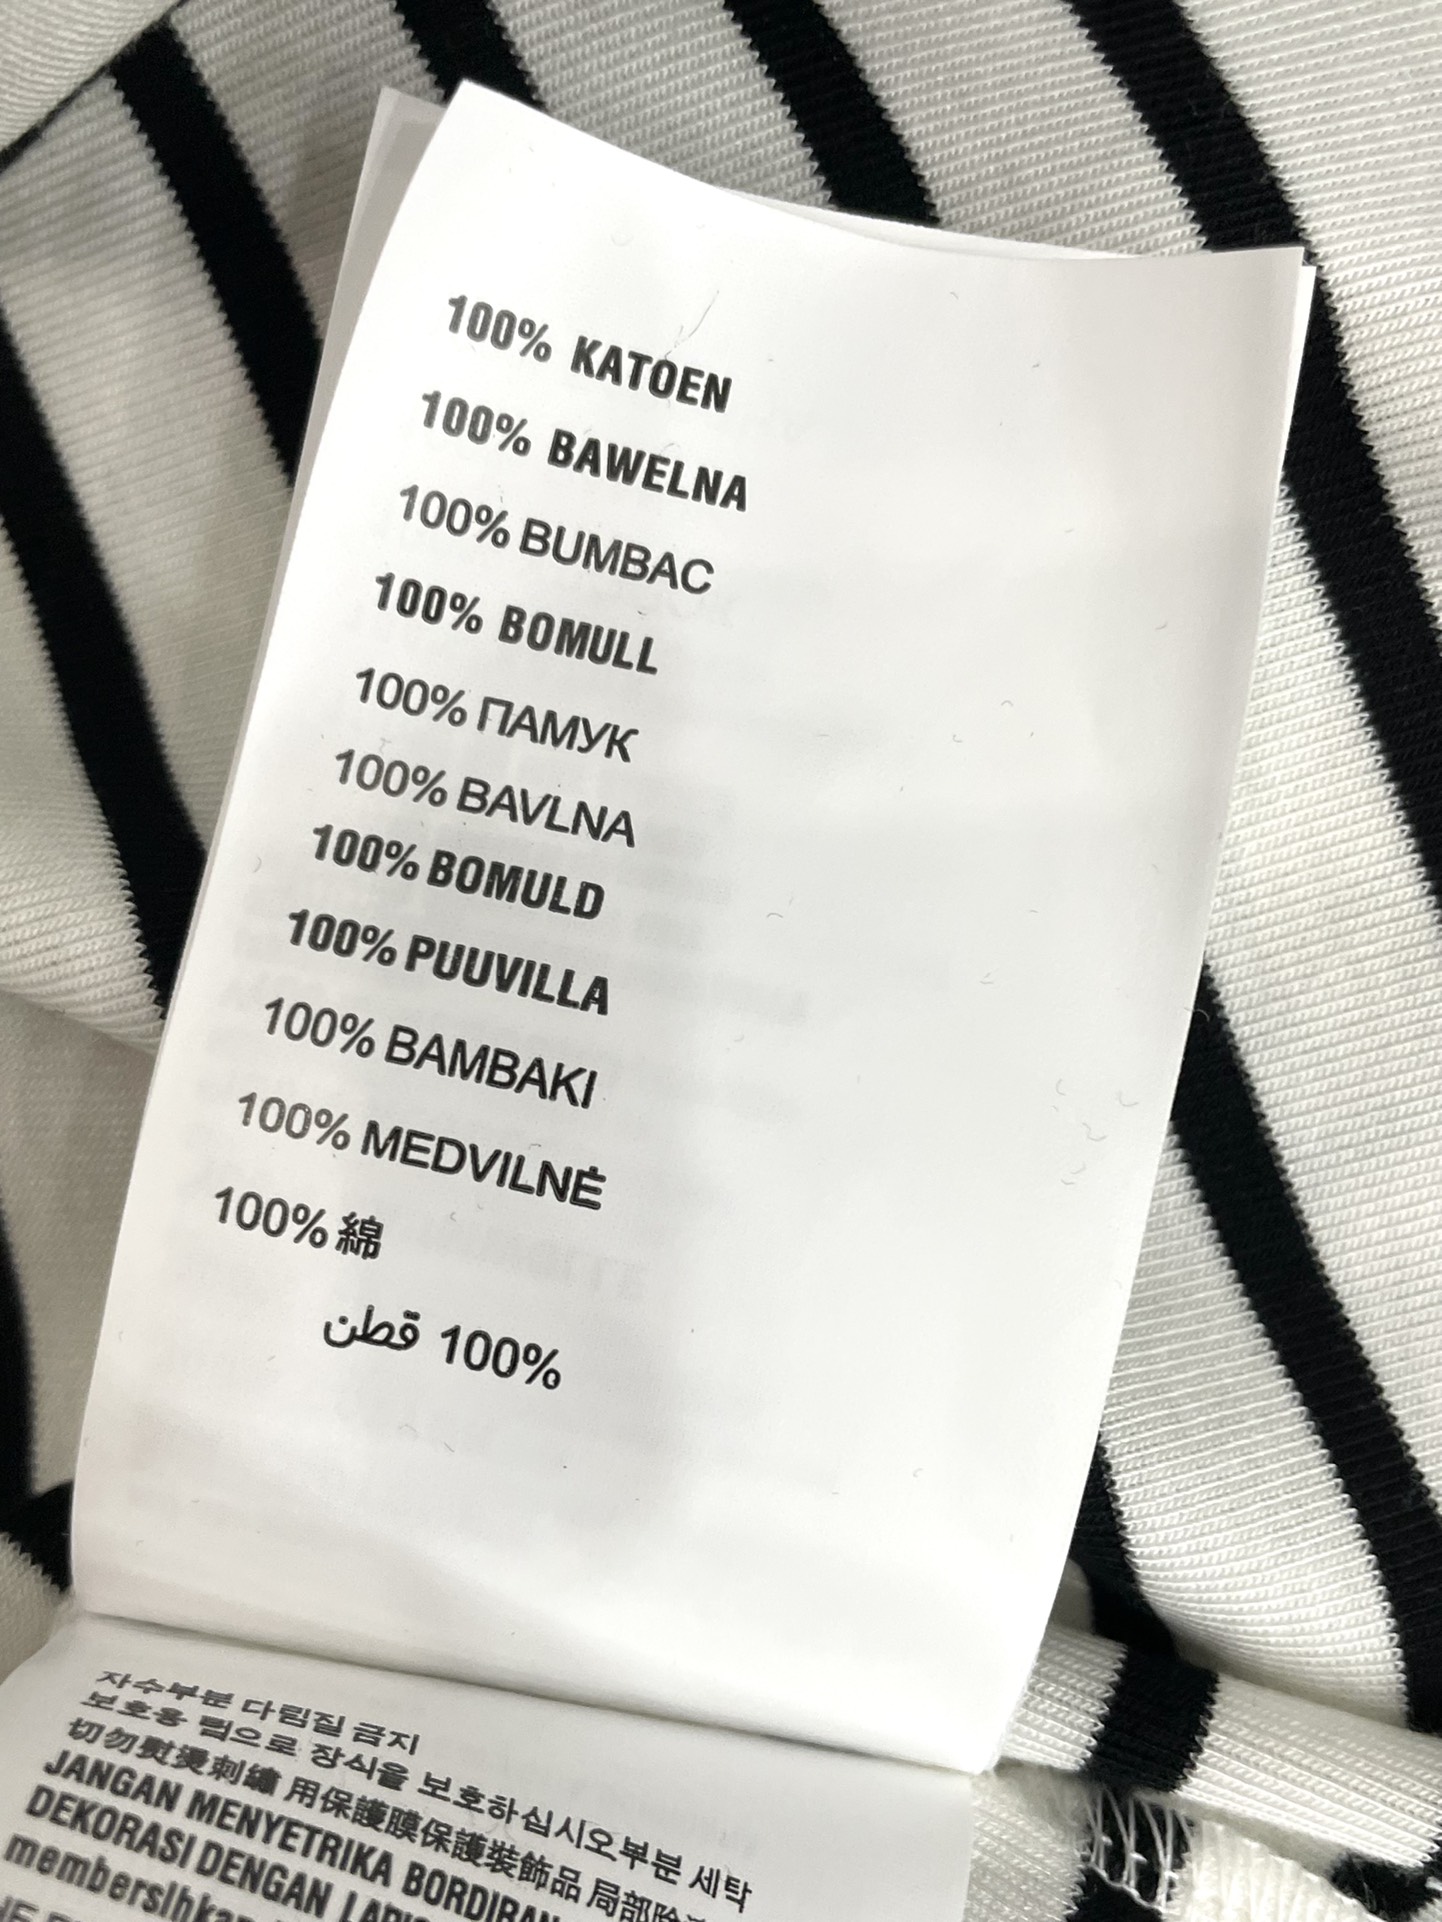 100% KATOEN
100% BAWELNA
100% BUMBAC
100% BOMULL
100% ПАМУК
100% BAVLNA
100% BOMULD
100% PUUVILLA
100% BAMBAKI
100% MEDVILNĖ
100% 綿
100% قطن
자수부분 다림질 금지
보호용 팁으로 장식을 보호하십시오부분 세탁
切勿熨燙刺繡 用保護膜保護裝飾品 局部除
JANGAN MENYETRIKA BORDIRAN
DEKORASI DENGAN